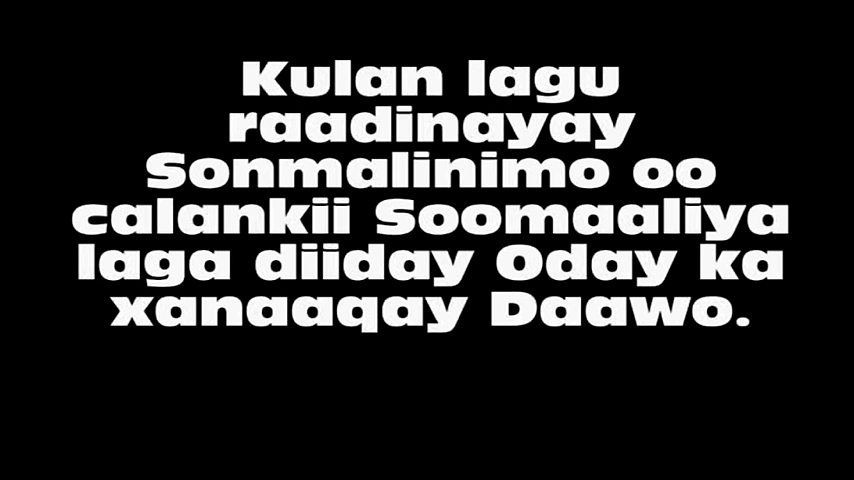 Kulan lagu
raadinayay
Sonmalinimo oo
calankii Soomaaliya
laga diiday Oday ka
xanaaqay Daawo.